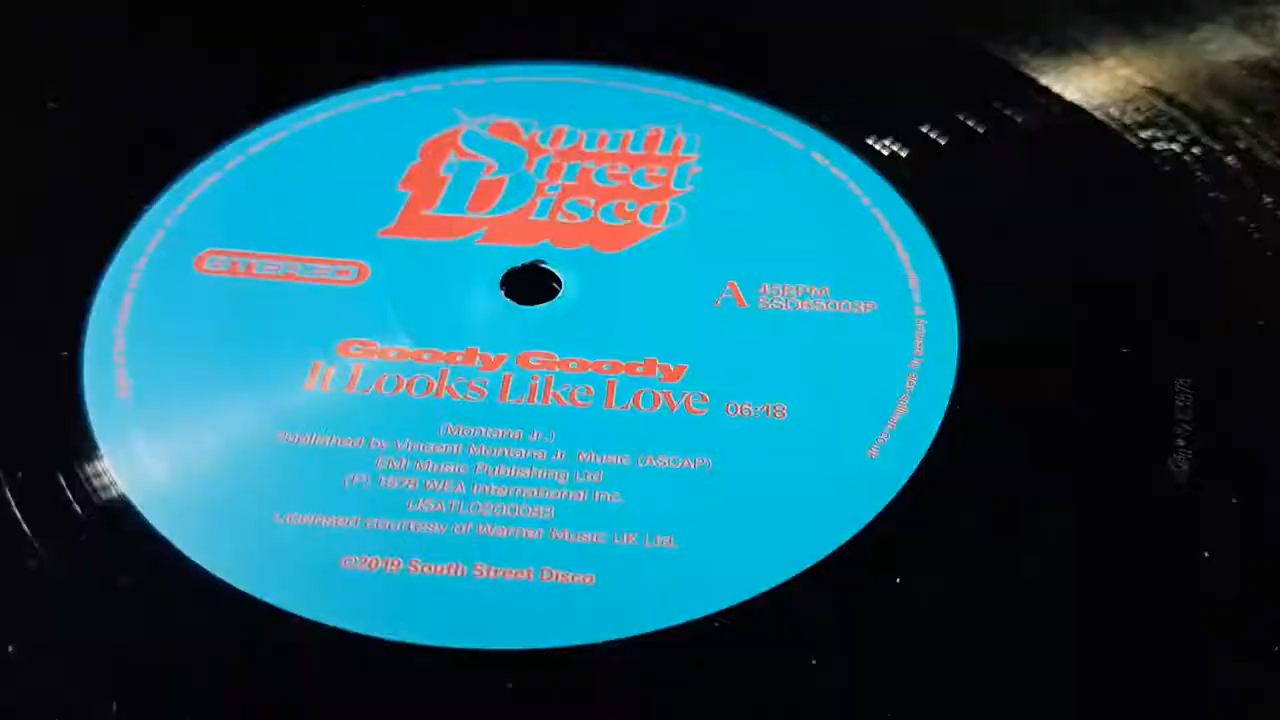 South
Street
Disco
STEREO
A 45RPM
SSD65003P
Goody Goody
It Looks Like Love 06:48
(Montana Jr.)
Published by Vincent Montana Jr. Music (ASCAP)
EMI Music Publishing Ltd
(P) 1978 WEA International Inc.
USATL0200083
Licensed courtesy of Warner Music UK Ltd.
©2019 South Street Disco